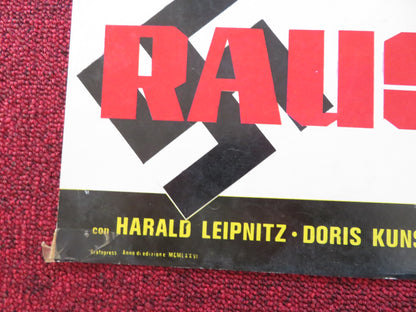 RAUS
con HARALD LEIPNITZ · DORIS KUNS
Grafopress Anno di edizione MCMLXXVI